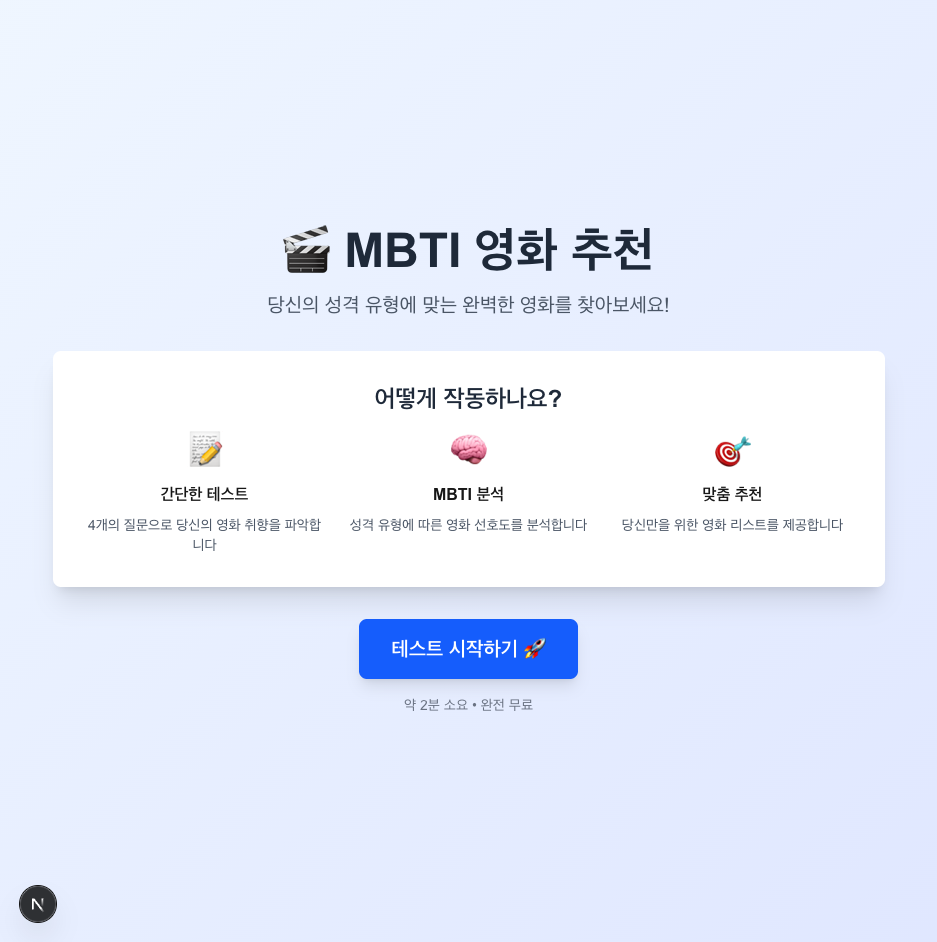 🎬 MBTI 영화 추천
당신의 성격 유형에 맞는 완벽한 영화를 찾아보세요!
어떻게 작동하나요?
간단한 테스트
4개의 질문으로 당신의 영화 취향을 파악합
니다
MBTI 분석
성격 유형에 따른 영화 선호도를 분석합니다
맞춤 추천
당신만을 위한 영화 리스트를 제공합니다
테스트 시작하기 🚀
약 2분 소요 • 완전 무료
N